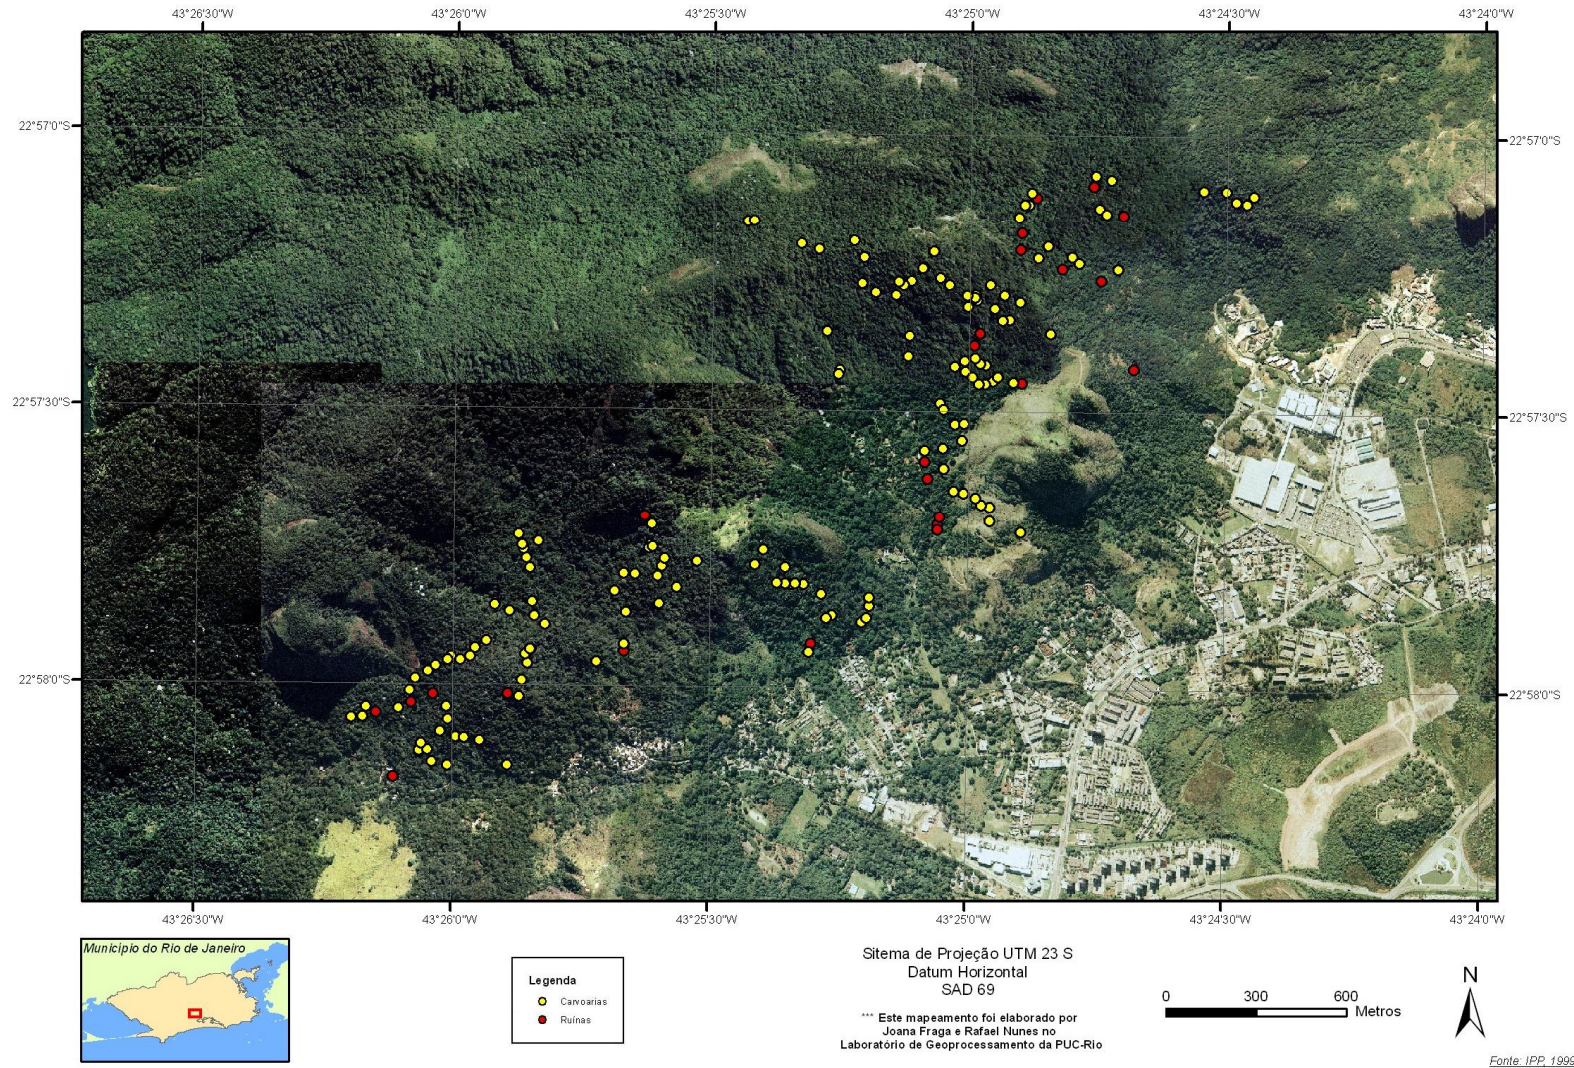 43°26'30"W
43°26'0"W
43°25'30"W
43°25'0"W
43°24'30"W
43°24'0"W
22°57'0"S
22°57'0"S
22°57'30"S
22°57'30"S
22°58'0"S
22°58'0"S
43°26'30"W
43°26'0"W
43°25'30"W
43°25'0"W
43°24'30"W
43°24'0"W
Municipio do Rio de Janeiro
Legenda
Carvoarias
Ruínas
Sitema de Projeção UTM 23 S
Datum Horizontal
SAD 69
*** Este mapeamento foi elaborado por
Joana Fraga e Rafael Nunes no
Laboratório de Geoprocessamento da PUC-Rio
0 300 600
Metros
N
Fonte: IPP, 1999